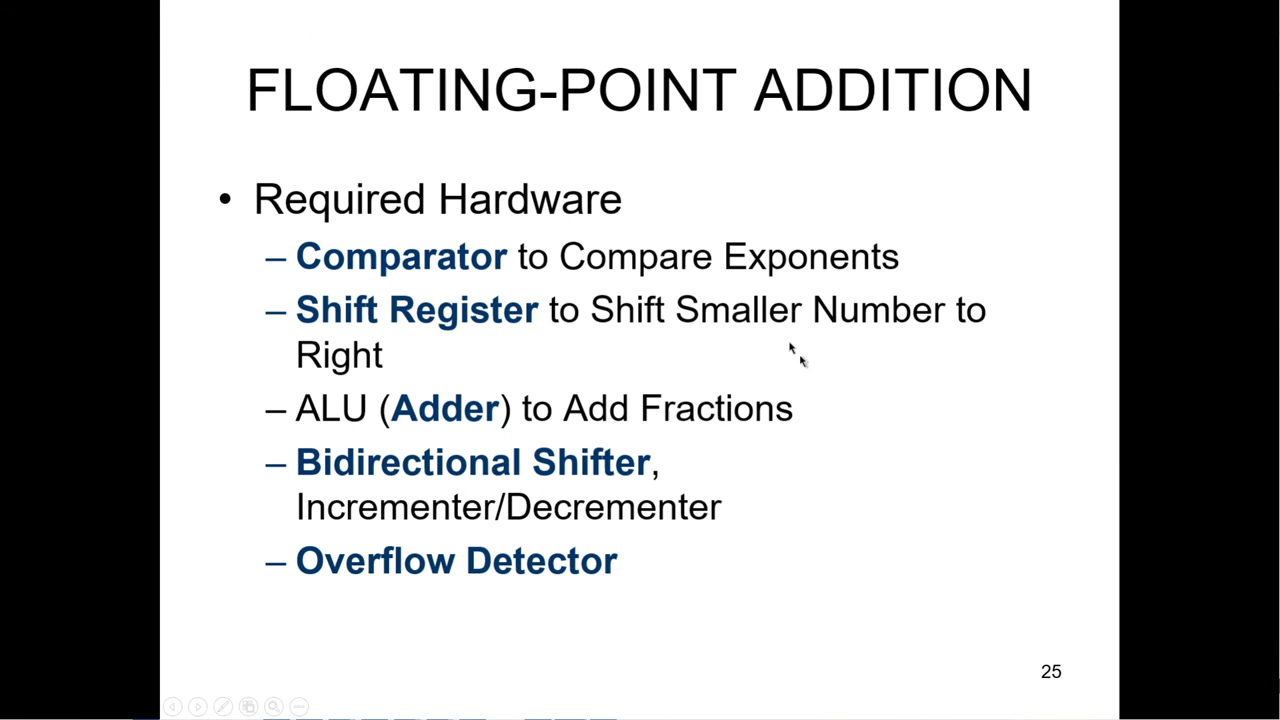 FLOATING-POINT ADDITION
• Required Hardware
– Comparator to Compare Exponents
– Shift Register to Shift Smaller Number to
Right
– ALU (Adder) to Add Fractions
– Bidirectional Shifter,
Incrementer/Decrementer
– Overflow Detector
25